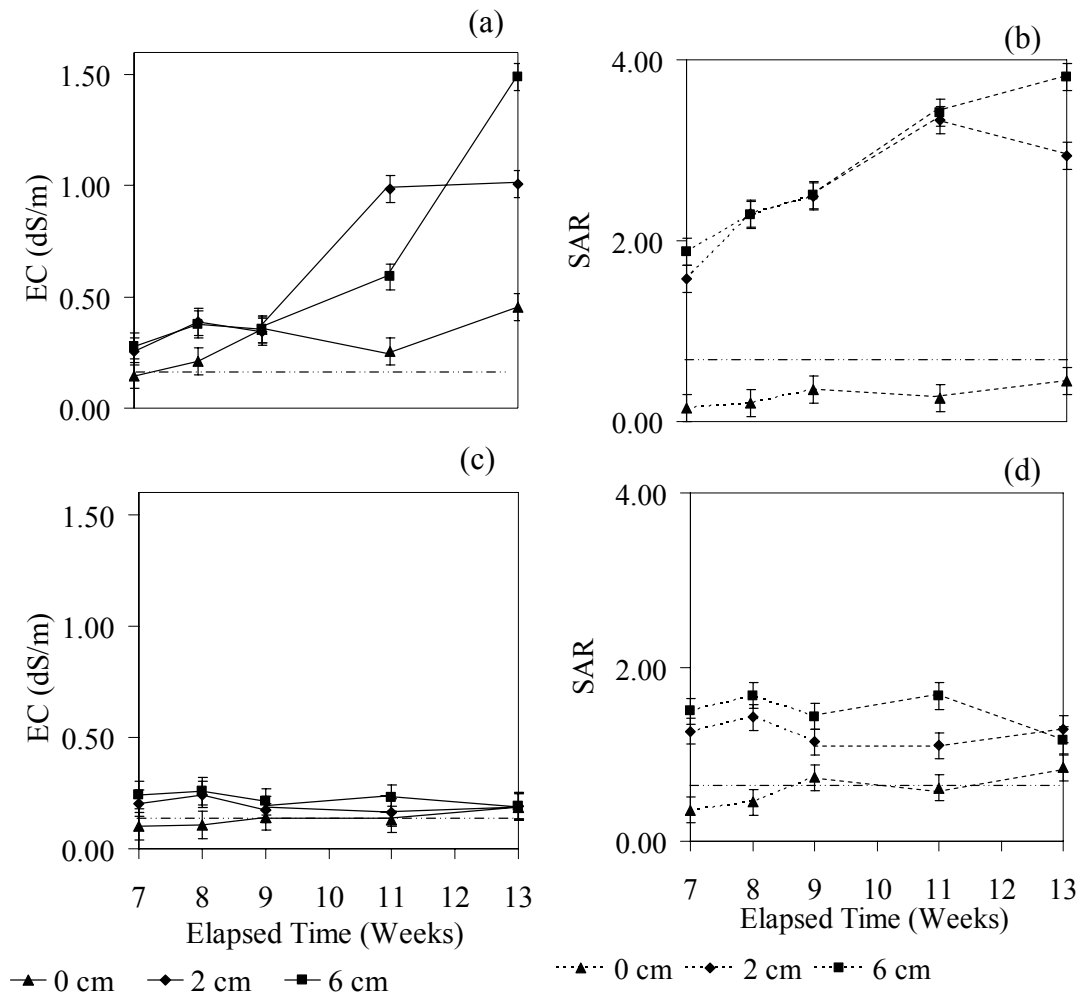 (a)
EC (dS/m)
1.50
1.00
0.50
0.00
(b)
SAR
4.00
2.00
0.00
(c)
EC (dS/m)
1.50
1.00
0.50
0.00
7 8 9 10 11 12 13
Elapsed Time (Weeks)
0 cm 2 cm 6 cm
(d)
SAR
4.00
2.00
0.00
7 8 9 10 11 12 13
Elapsed Time (Weeks)
0 cm 2 cm 6 cm